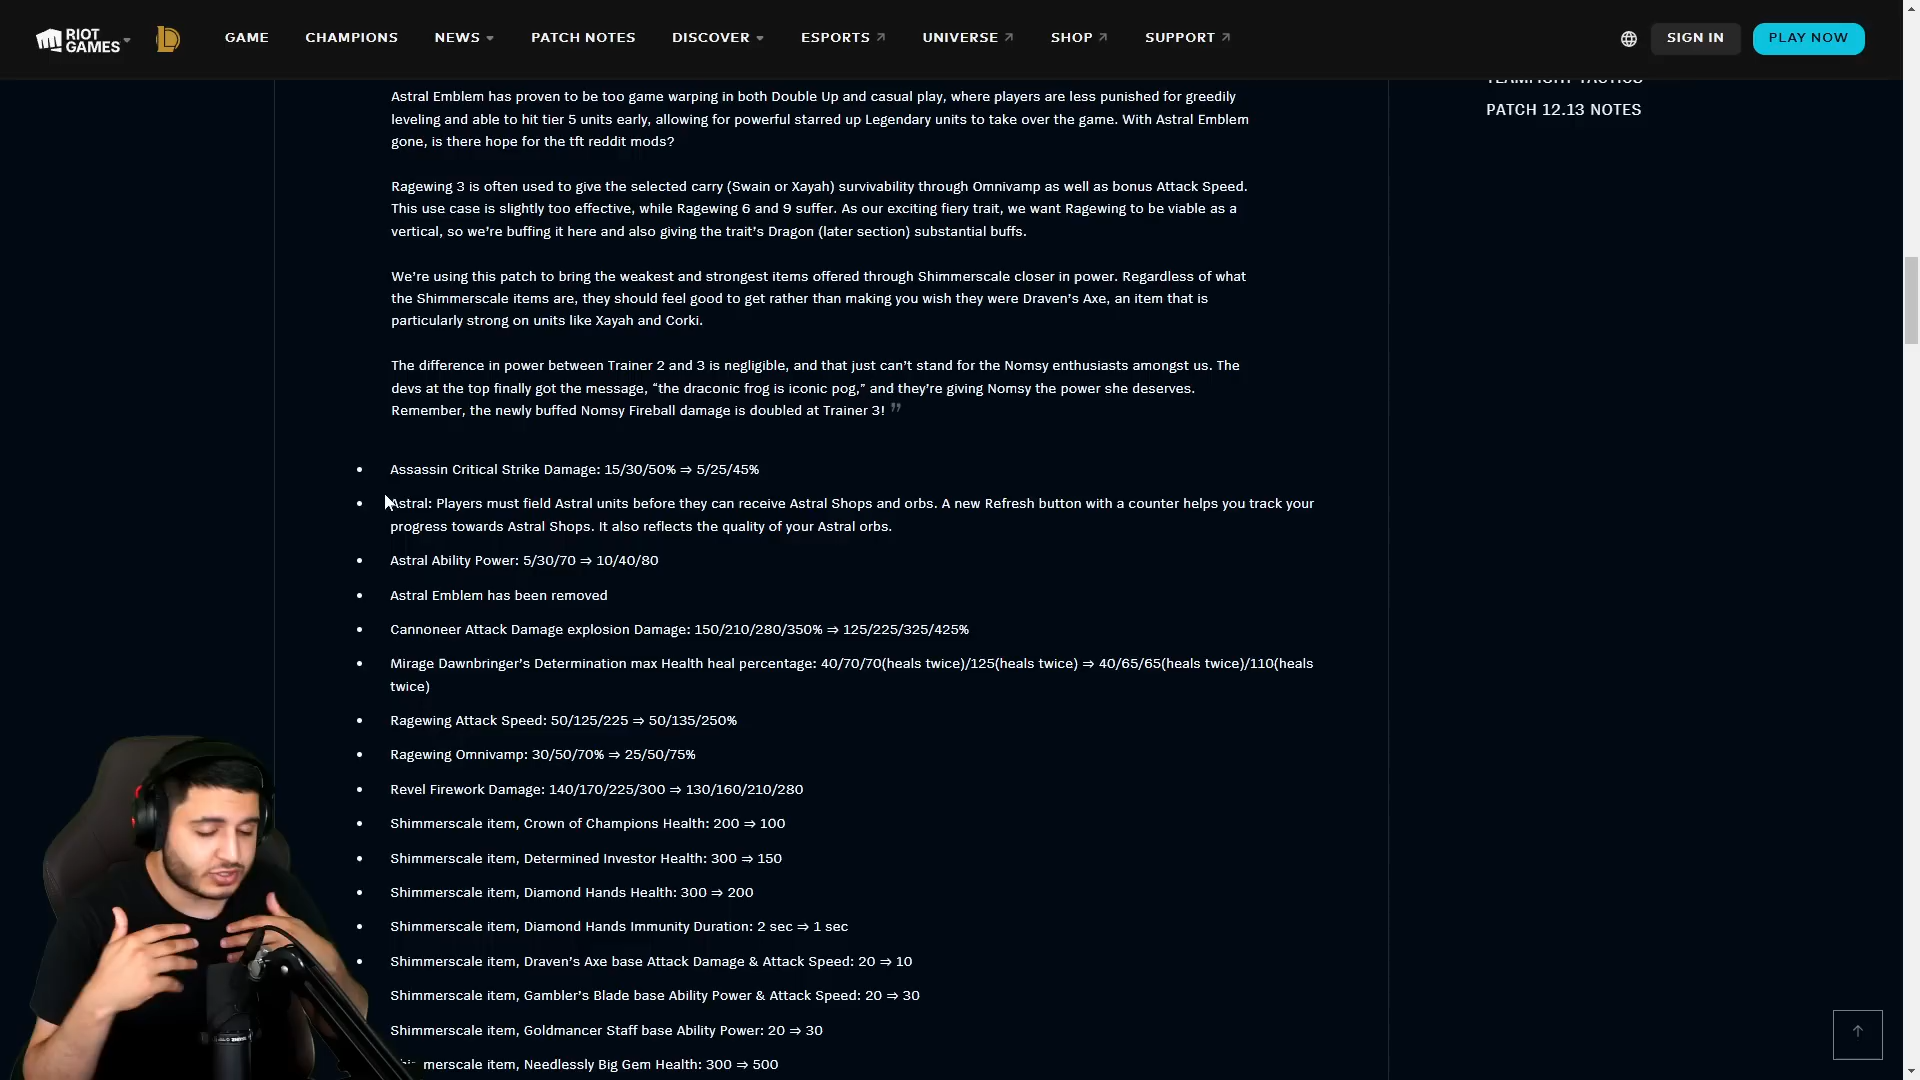 RIOT GAMES
GAME
CHAMPIONS
NEWS
PATCH NOTES
DISCOVER
ESPORTS
UNIVERSE
SHOP
SUPPORT
SIGN IN
PLAY NOW
TEAMFIGHT TACTICS
PATCH 12.13 NOTES
Astral Emblem has proven to be too game warping in both Double Up and casual play, where players are less punished for greedily
leveling and able to hit tier 5 units early, allowing for powerful starred up Legendary units to take over the game. With Astral Emblem
gone, is there hope for the tft reddit mods?
Ragewing 3 is often used to give the selected carry (Swain or Xayah) survivability through Omnivamp as well as bonus Attack Speed.
This use case is slightly too effective, while Ragewing 6 and 9 suffer. As our exciting fiery trait, we want Ragewing to be viable as a
vertical, so we’re buffing it here and also giving the trait’s Dragon (later section) substantial buffs.
We’re using this patch to bring the weakest and strongest items offered through Shimmerscale closer in power. Regardless of what
the Shimmerscale items are, they should feel good to get rather than making you wish they were Draven’s Axe, an item that is
particularly strong on units like Xayah and Corki.
The difference in power between Trainer 2 and 3 is negligible, and that just can’t stand for the Nomsy enthusiasts amongst us. The
devs at the top finally got the message, “the draconic frog is iconic pog,” and they’re giving Nomsy the power she deserves.
Remember, the newly buffed Nomsy Fireball damage is doubled at Trainer 3! ”
• Assassin Critical Strike Damage: 15/30/50% ⇒ 5/25/45%
• Astral: Players must field Astral units before they can receive Astral Shops and orbs. A new Refresh button with a counter helps you track your
progress towards Astral Shops. It also reflects the quality of your Astral orbs.
• Astral Ability Power: 5/30/70 ⇒ 10/40/80
• Astral Emblem has been removed
• Cannoneer Attack Damage explosion Damage: 150/210/280/350% ⇒ 125/225/325/425%
• Mirage Dawnbringer’s Determination max Health heal percentage: 40/70/70(heals twice)/125(heals twice) ⇒ 40/65/65(heals twice)/110(heals
twice)
• Ragewing Attack Speed: 50/125/225 ⇒ 50/135/250%
• Ragewing Omnivamp: 30/50/70% ⇒ 25/50/75%
• Revel Firework Damage: 140/170/225/300 ⇒ 130/160/210/280
• Shimmerscale item, Crown of Champions Health: 200 ⇒ 100
• Shimmerscale item, Determined Investor Health: 300 ⇒ 150
• Shimmerscale item, Diamond Hands Health: 300 ⇒ 200
• Shimmerscale item, Diamond Hands Immunity Duration: 2 sec ⇒ 1 sec
• Shimmerscale item, Draven’s Axe base Attack Damage & Attack Speed: 20 ⇒ 10
Shimmerscale item, Gambler’s Blade base Ability Power & Attack Speed: 20 ⇒ 30
Shimmerscale item, Goldmancer Staff base Ability Power: 20 ⇒ 30
merscale item, Needlessly Big Gem Health: 300 ⇒ 500